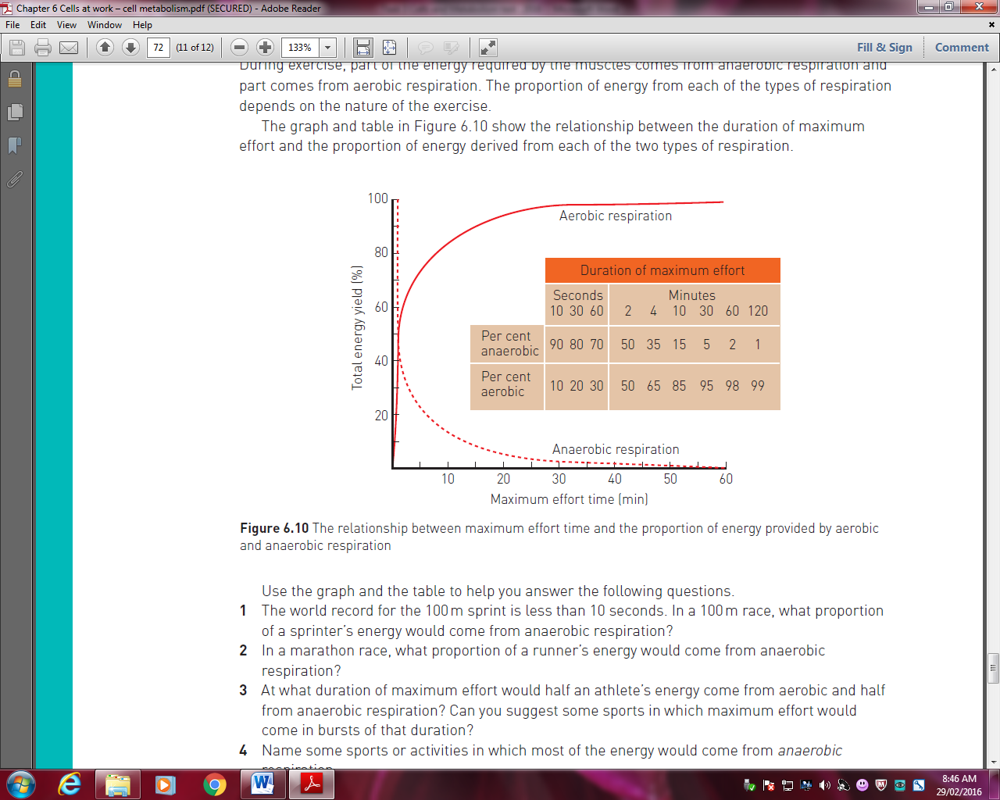 Chapter 6 Cells at work – cell metabolism.pdf (SECURED) - Adobe Reader
File Edit View Window Help
72 (11 of 12) 133% Fill & Sign Comment
During exercise, part of the energy required by the muscles comes from anaerobic respiration and
part comes from aerobic respiration. The proportion of energy from each of the types of respiration
depends on the nature of the exercise.
The graph and table in Figure 6.10 show the relationship between the duration of maximum
effort and the proportion of energy derived from each of the two types of respiration.
100
80
60
40
20
Total energy yield (%)
Aerobic respiration
Duration of maximum effort
Seconds Minutes
10 30 60 2 4 10 30 60 120
Per cent
anaerobic 90 80 70 50 35 15 5 2 1
Per cent
aerobic 10 20 30 50 65 85 95 98 99
Anaerobic respiration
10 20 30 40 50 60
Maximum effort time (min)
Figure 6.10 The relationship between maximum effort time and the proportion of energy provided by aerobic
and anaerobic respiration
Use the graph and the table to help you answer the following questions.
1 The world record for the 100 m sprint is less than 10 seconds. In a 100 m race, what proportion
of a sprinter's energy would come from anaerobic respiration?
2 In a marathon race, what proportion of a runner's energy would come from anaerobic
respiration?
3 At what duration of maximum effort would half an athlete's energy come from aerobic and half
from anaerobic respiration? Can you suggest some sports in which maximum effort would
come in bursts of that duration?
4 Name some sports or activities in which most of the energy would come from anaerobic
respiration
8:46 AM
29/02/2016